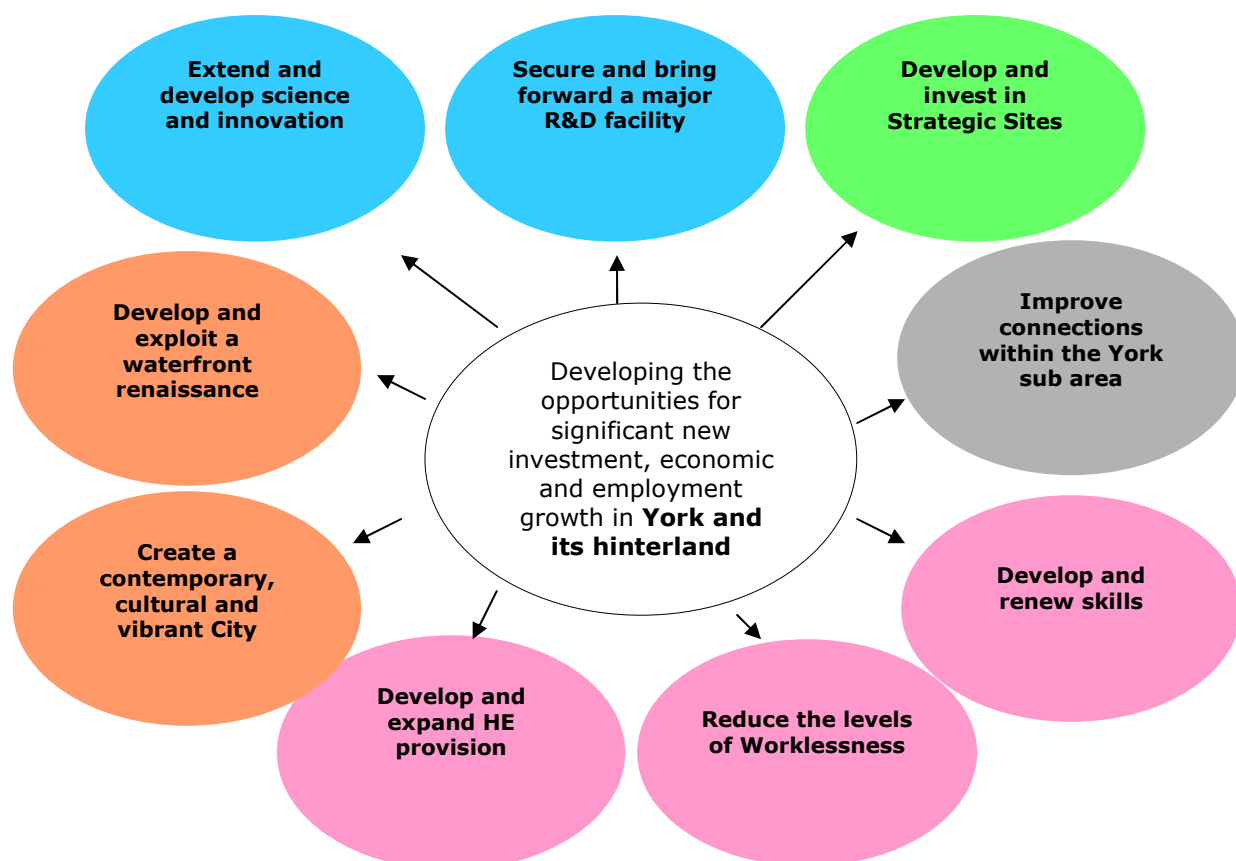 Extend and
develop science
and innovation
Secure and bring
forward a major
R&D facility
Develop and
invest in
Strategic Sites
Develop and
exploit a
waterfront
renaissance
Developing the
opportunities for
significant new
investment, economic
and employment
growth in York and
its hinterland
Improve
connections
within the York
sub area
Create a
contemporary,
cultural and
vibrant City
Develop and
renew skills
Develop and
expand HE
provision
Reduce the levels
of Worklessness